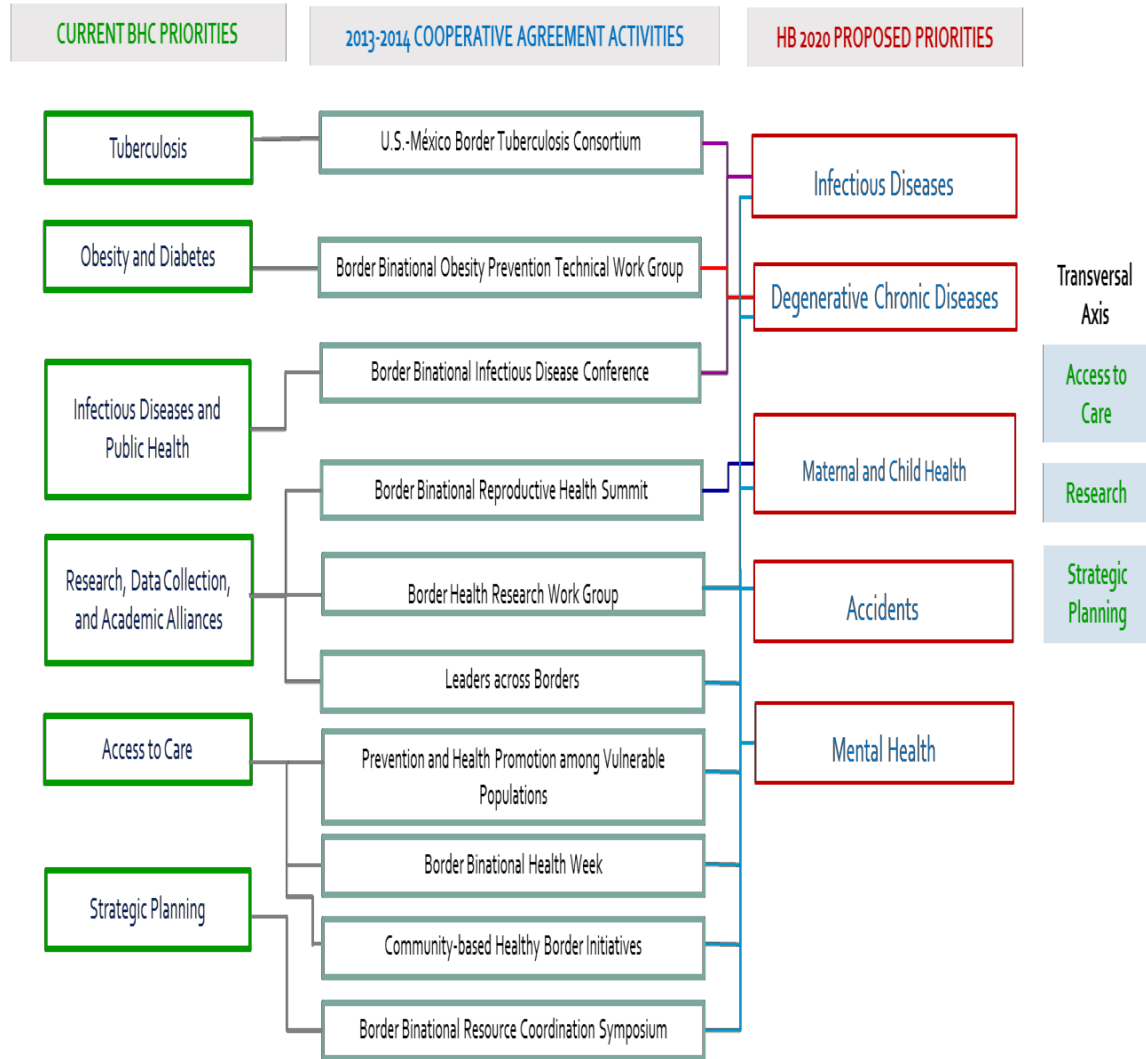 CURRENT BHC PRIORITIES
2013-2014 COOPERATIVE AGREEMENT ACTIVITIES
HB 2020 PROPOSED PRIORITIES
Tuberculosis
Obesity and Diabetes
Infectious Diseases and
Public Health
Research, Data Collection,
and Academic Alliances
Access to Care
Strategic Planning
U.S.-México Border Tuberculosis Consortium
Border Binational Obesity Prevention Technical Work Group
Border Binational Infectious Disease Conference
Border Binational Reproductive Health Summit
Border Health Research Work Group
Leaders across Borders
Prevention and Health Promotion among Vulnerable
Populations
Border Binational Health Week
Community-based Healthy Border Initiatives
Border Binational Resource Coordination Symposium
Infectious Diseases
Degenerative Chronic Diseases
Maternal and Child Health
Accidents
Mental Health
Transversal
Axis
Access to
Care
Research
Strategic
Planning